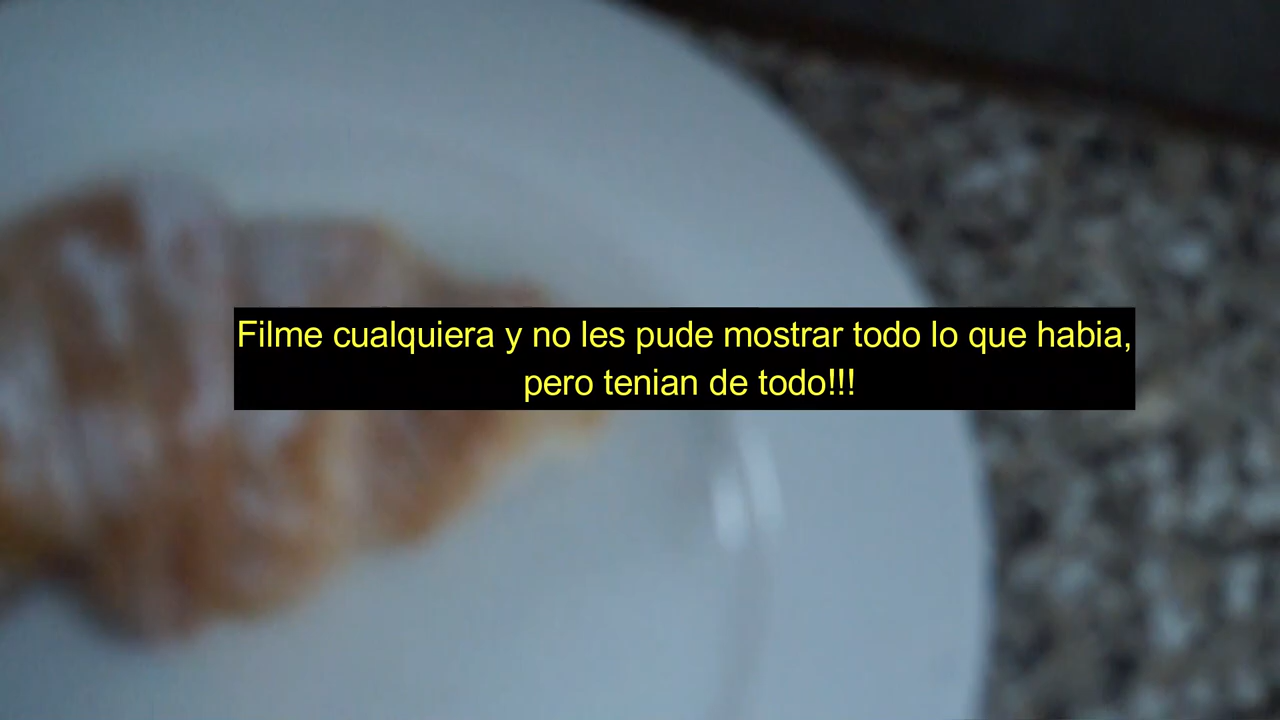 Filme cualquiera y no les pude mostrar todo lo que habia,
pero tenian de todo!!!